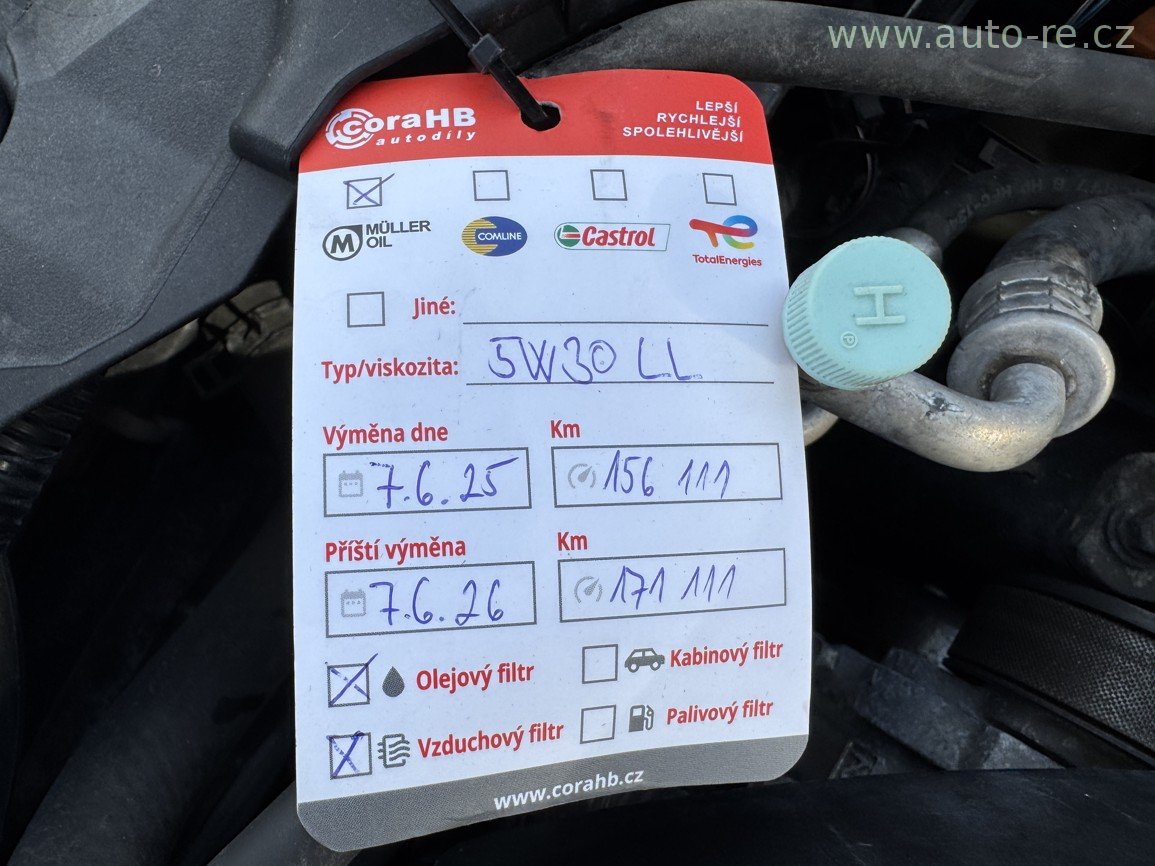 www.auto-re.cz
coraHB
autodíly
LEPŠÍ
RYCHLEJŠÍ
SPOLEHLIVĚJŠÍ
MÜLLER
OIL
COMLINE
Castrol
TotalEnergies
Jiné:
Typ/viskozita: 5W30 LL
Výměna dne Km
7.6.25 156 111
Příští výměna Km
7.6.26 171 111
Olejový filtr Kabinový filtr
Vzduchový filtr Palivový filtr
www.corahb.cz
H
P